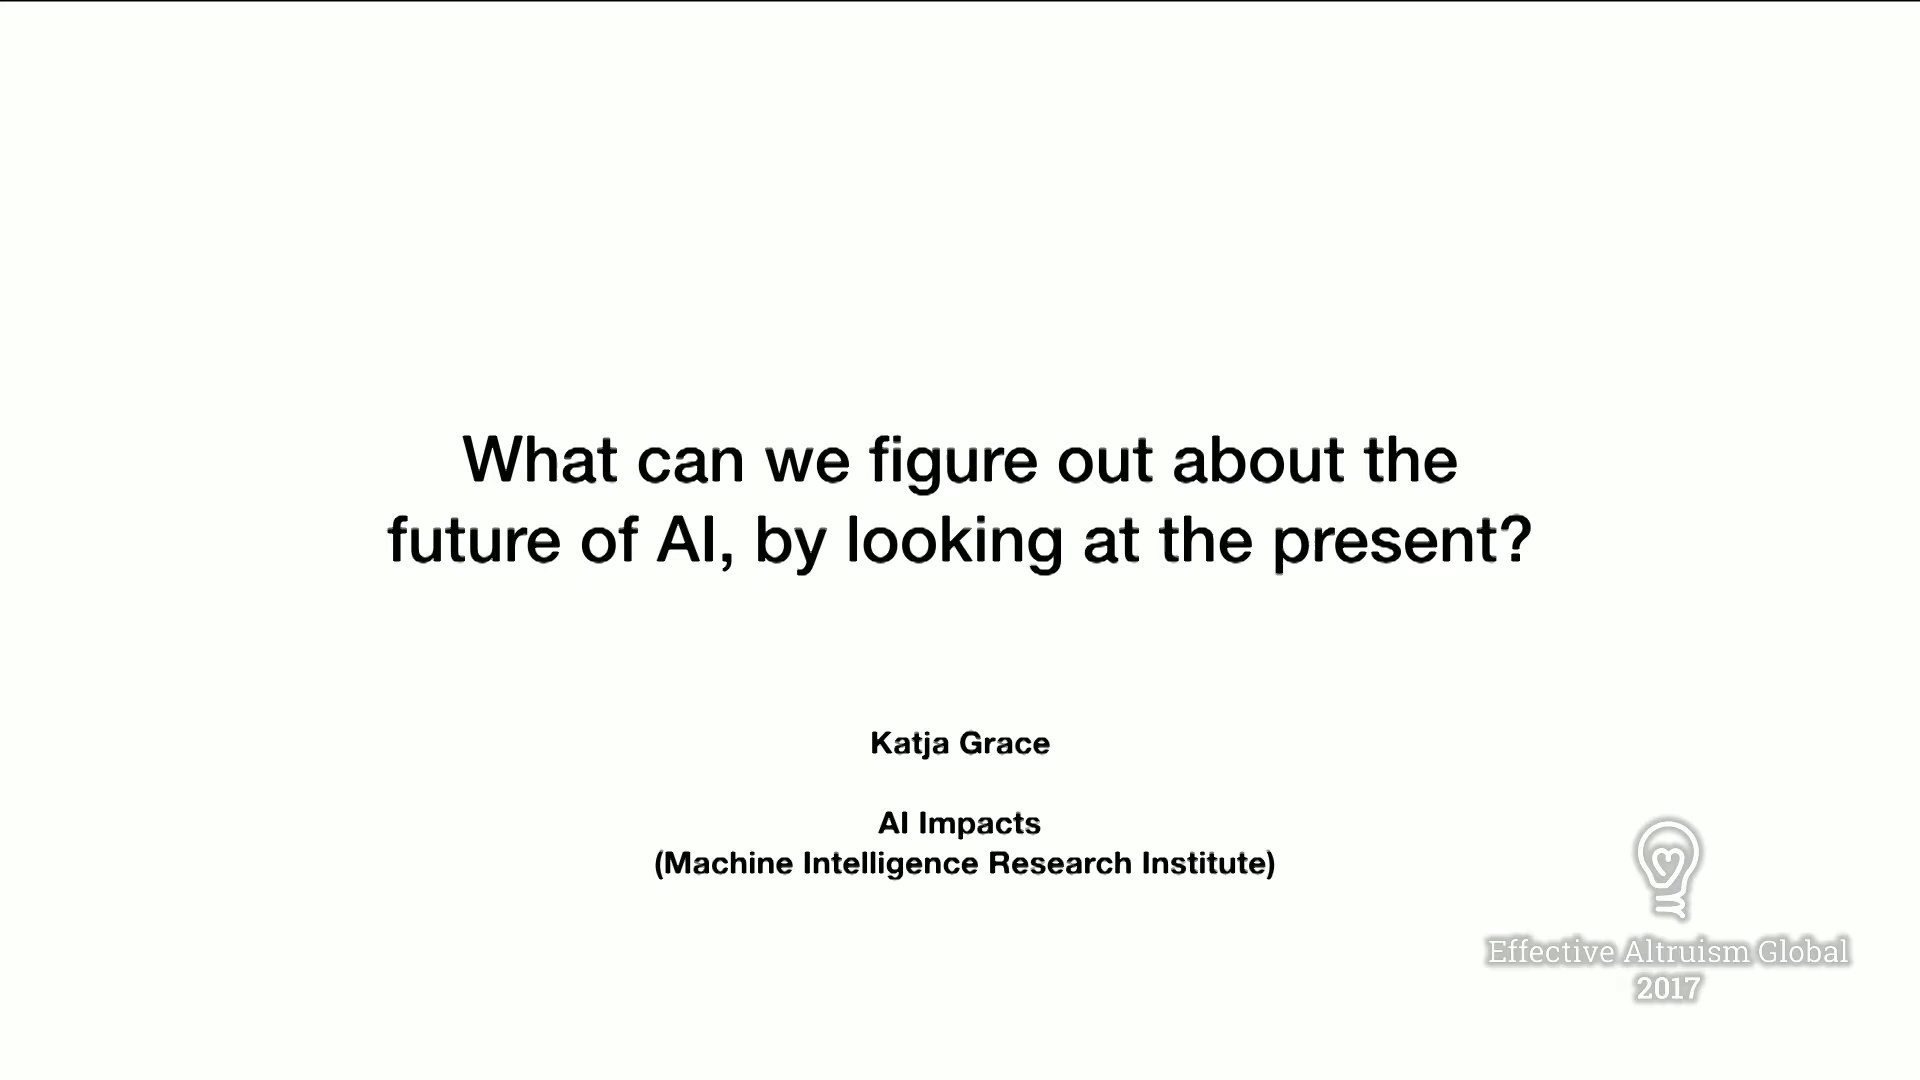 What can we figure out about the
future of AI, by looking at the present?
Katja Grace
AI Impacts
(Machine Intelligence Research Institute)
Effective Altruism Global
2017